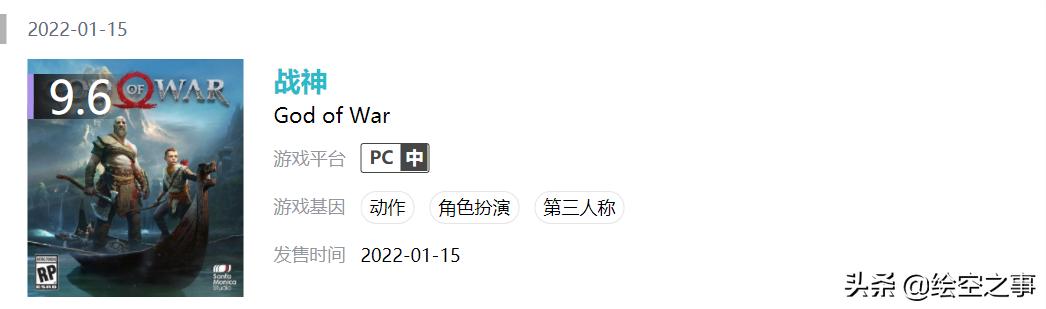 2022-01-15
9.6
OF WAR
战神
God of War
游戏平台 PC 中
游戏基因 动作 角色扮演 第三人称
发售时间 2022-01-15
RP
ESRB
Santa
Monica
Studio
头条 @绘空之事